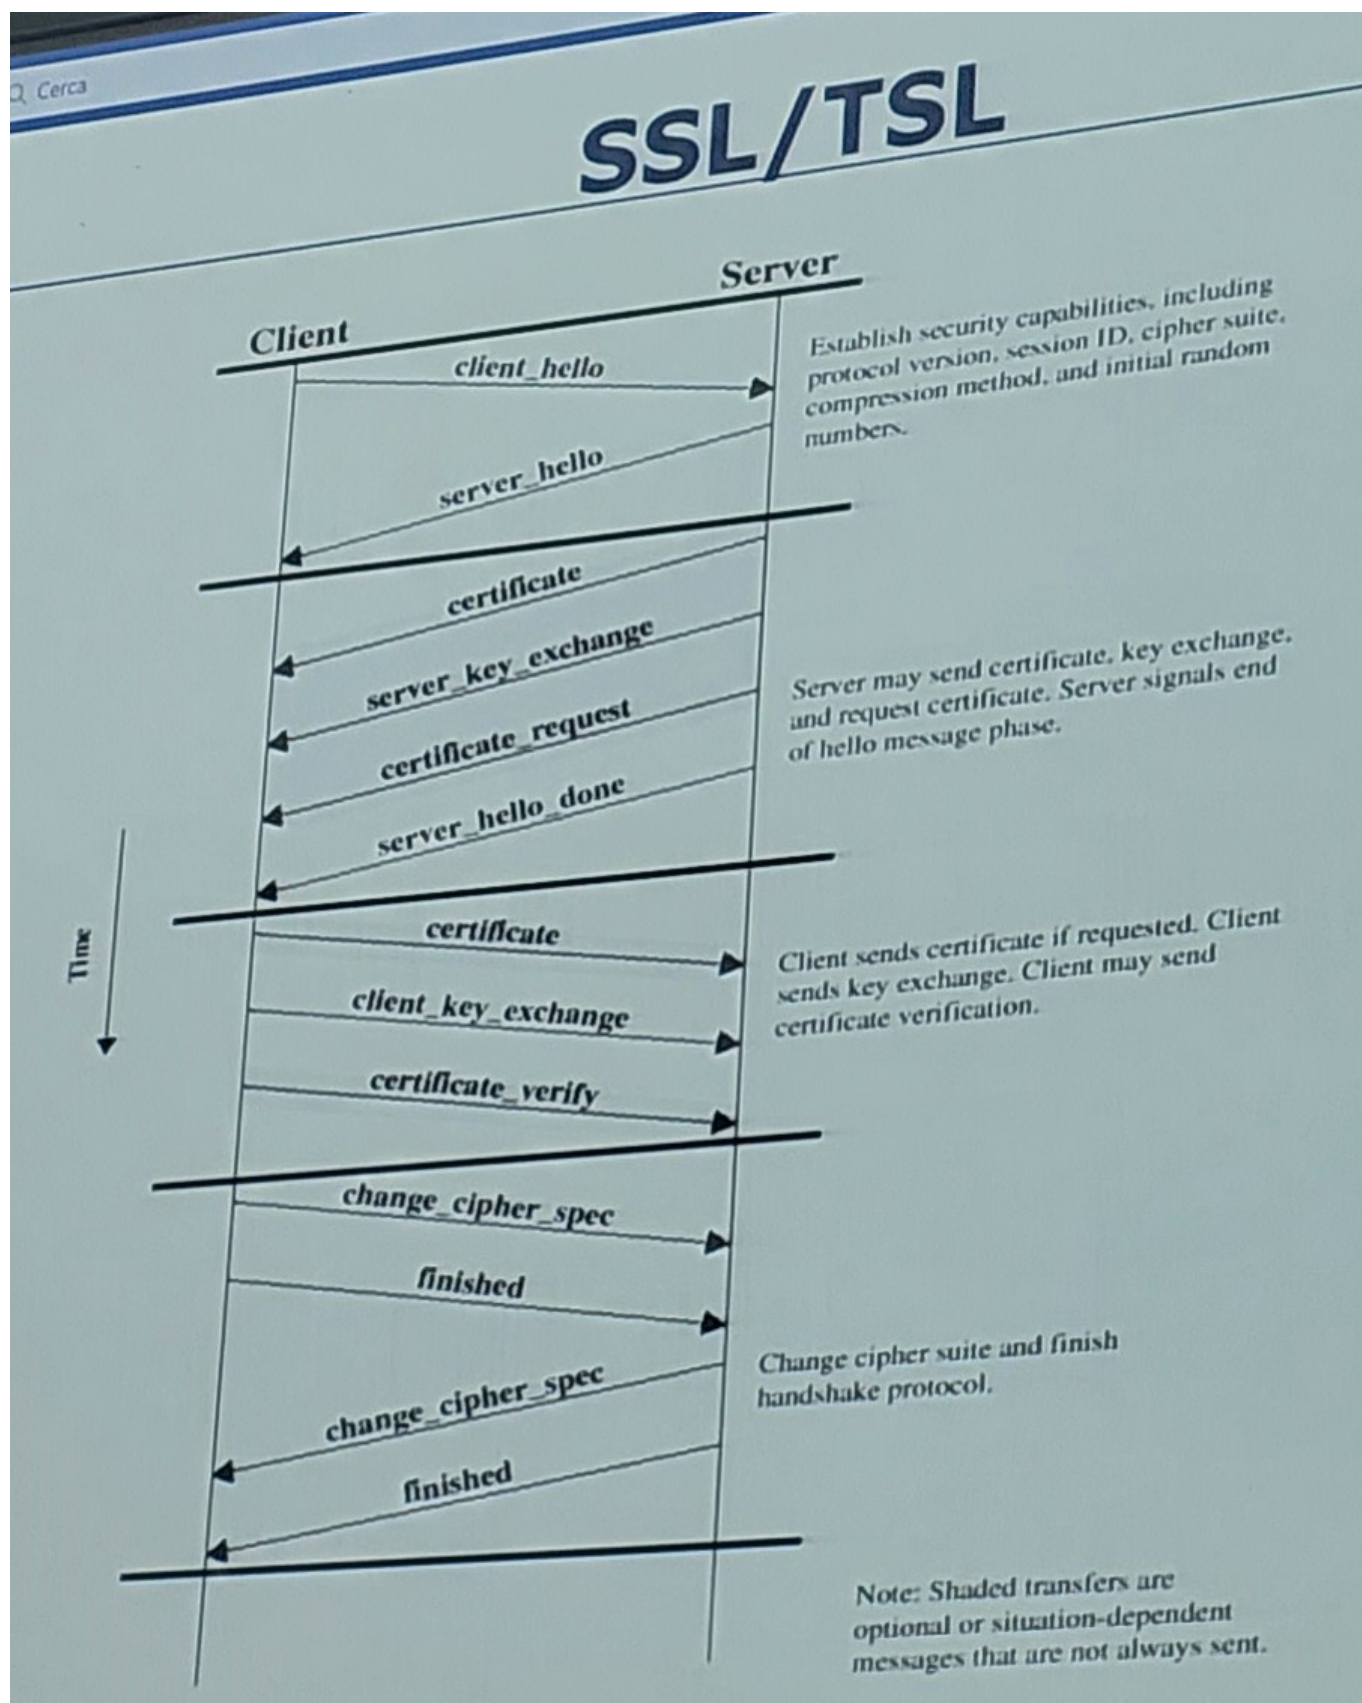 Cerca
SSL/TSL
Client
Server
client_hello
Establish security capabilities, including
protocol version, session ID, cipher suite,
compression method, and initial random
numbers.
server_hello
certificate
server_key_exchange
certificate_request
server_hello_done
Server may send certificate, key exchange,
and request certificate. Server signals end
of hello message phase.
Time
certificate
client_key_exchange
certificate_verify
Client sends certificate if requested. Client
sends key exchange. Client may send
certificate verification.
change_cipher_spec
finished
change_cipher_spec
finished
Change cipher suite and finish
handshake protocol.
Note: Shaded transfers are
optional or situation-dependent
messages that are not always sent.